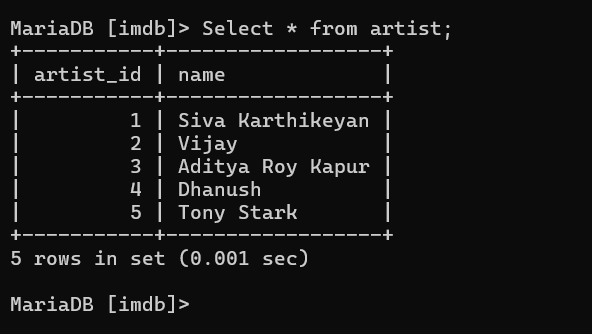 MariaDB [imdb]> Select * from artist;
+-----------+------------------+
| artist_id | name             |
+-----------+------------------+
|         1 | Siva Karthikeyan |
|         2 | Vijay            |
|         3 | Aditya Roy Kapur |
|         4 | Dhanush          |
|         5 | Tony Stark       |
+-----------+------------------+
5 rows in set (0.001 sec)
MariaDB [imdb]>